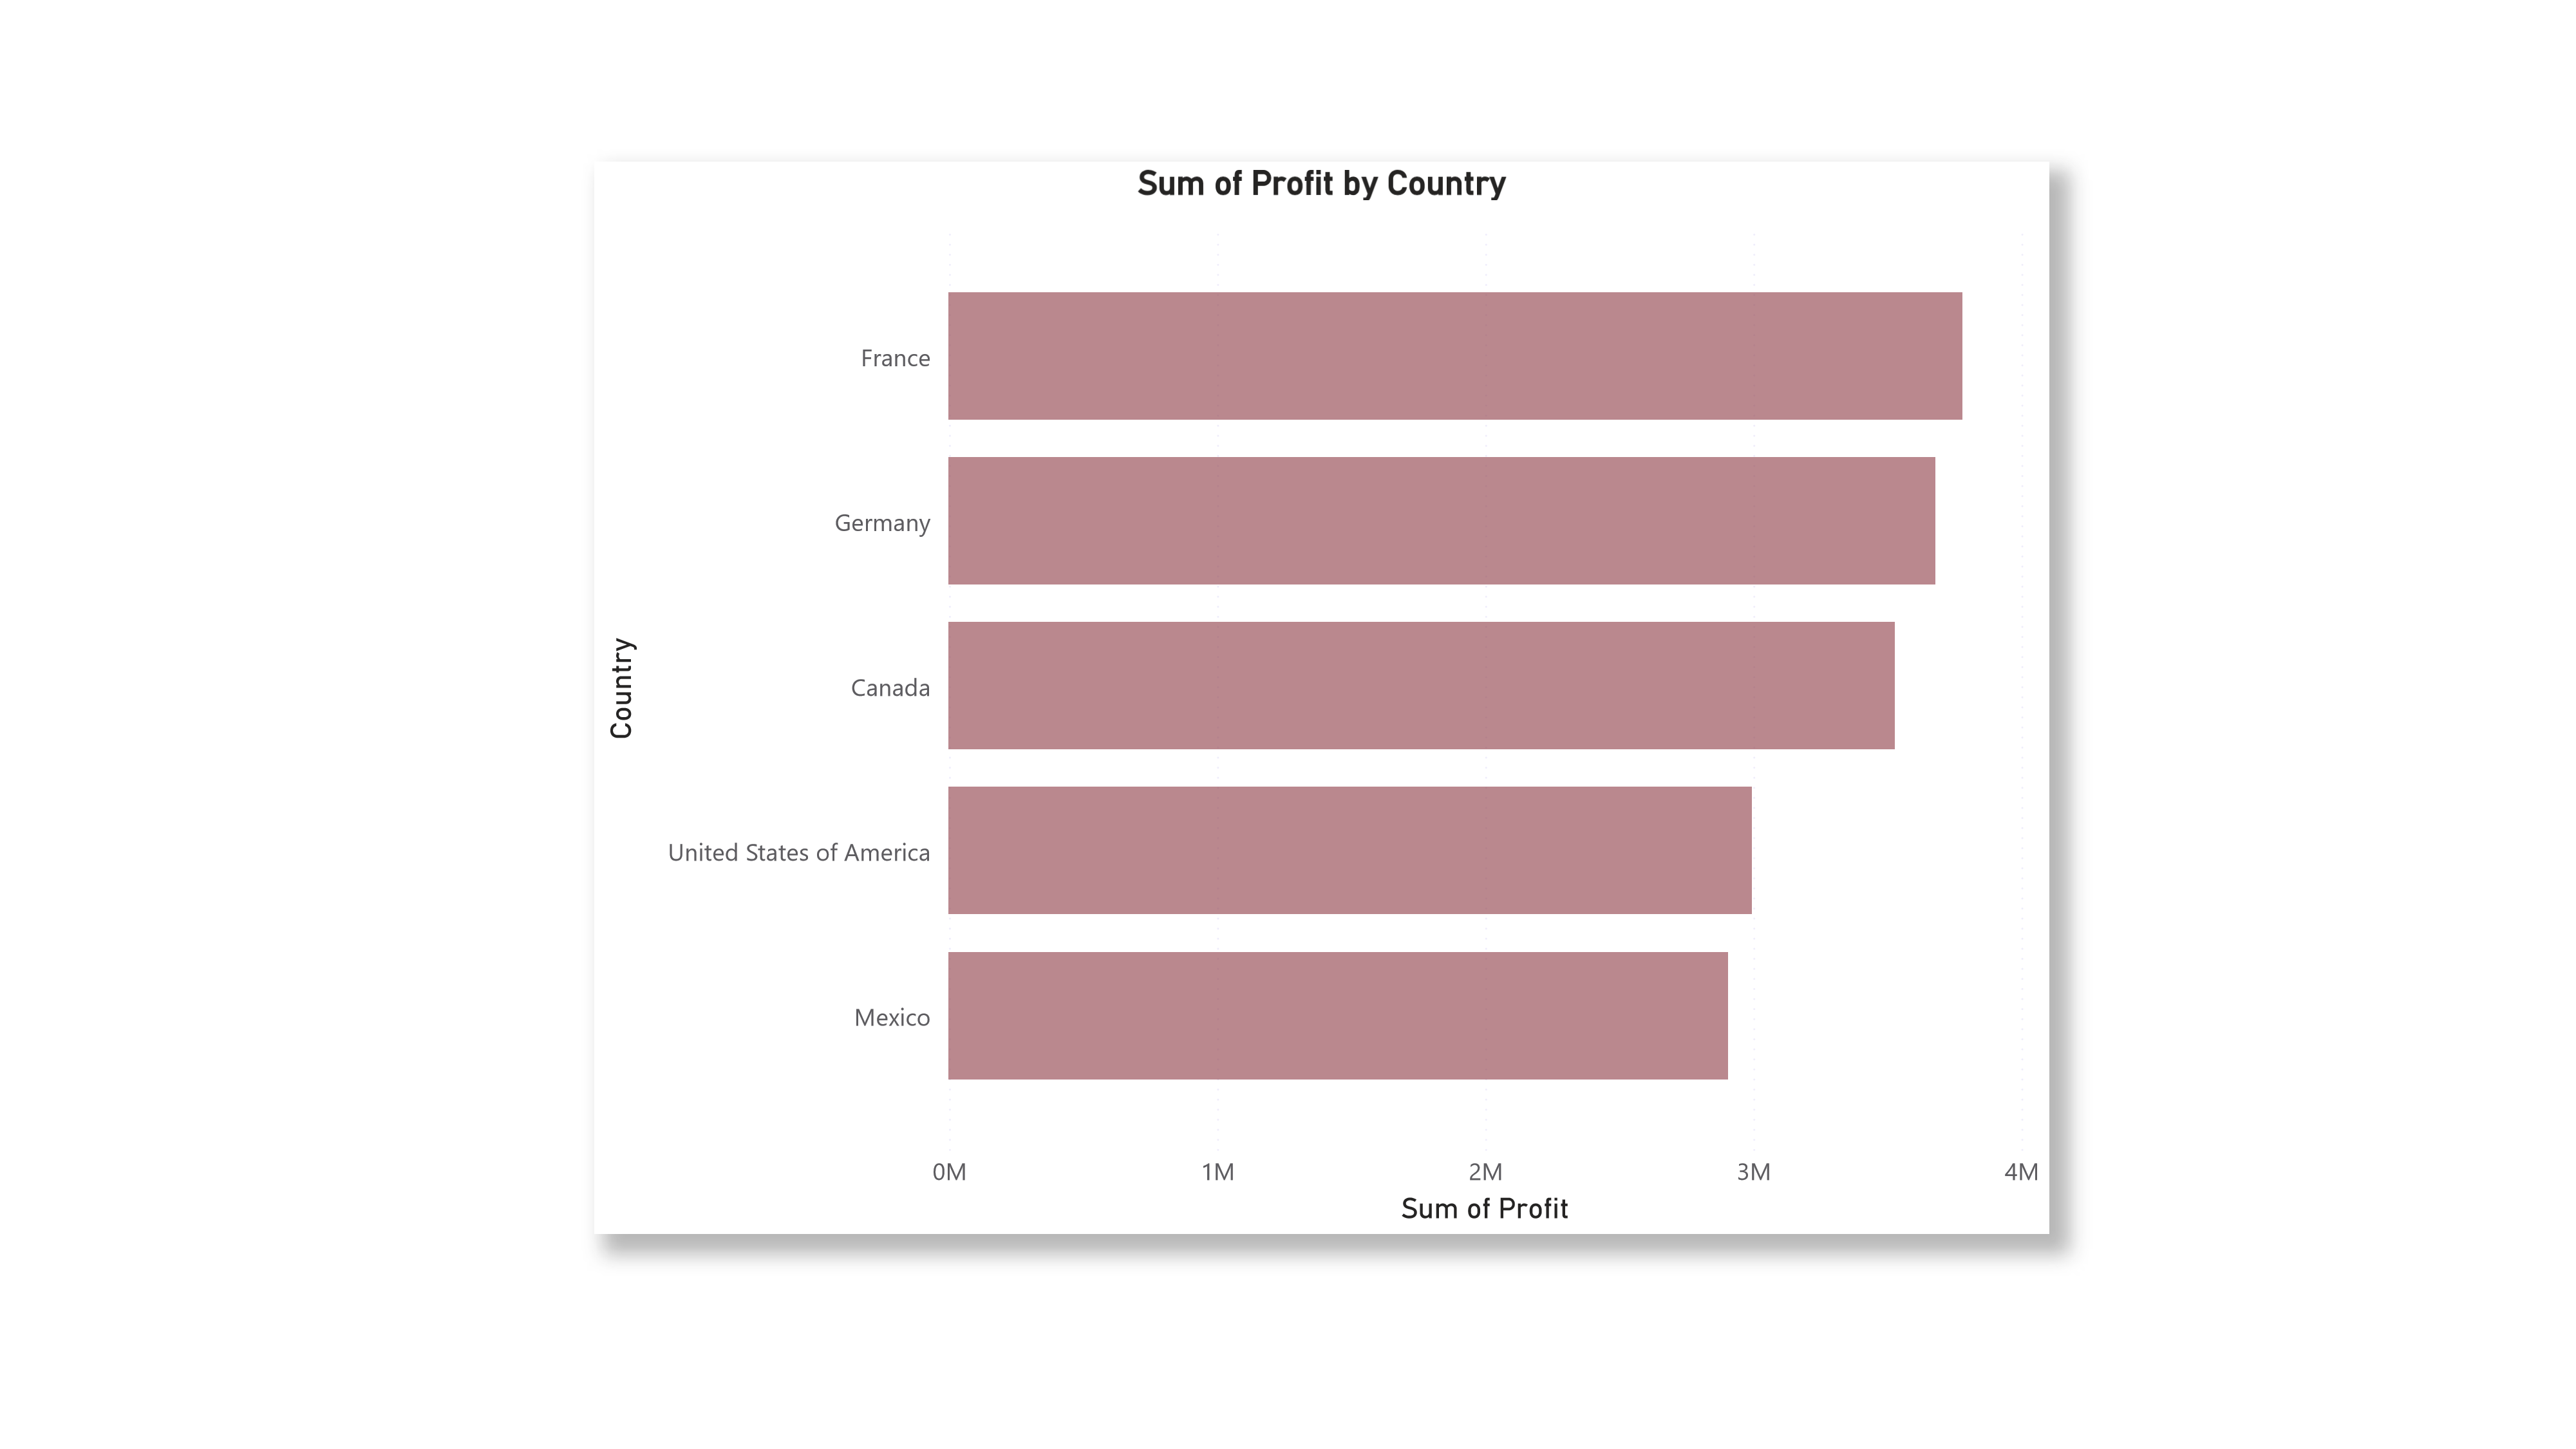 Sum of Profit by Country
Country
France
Germany
Canada
United States of America
Mexico
0M 1M 2M 3M 4M
Sum of Profit